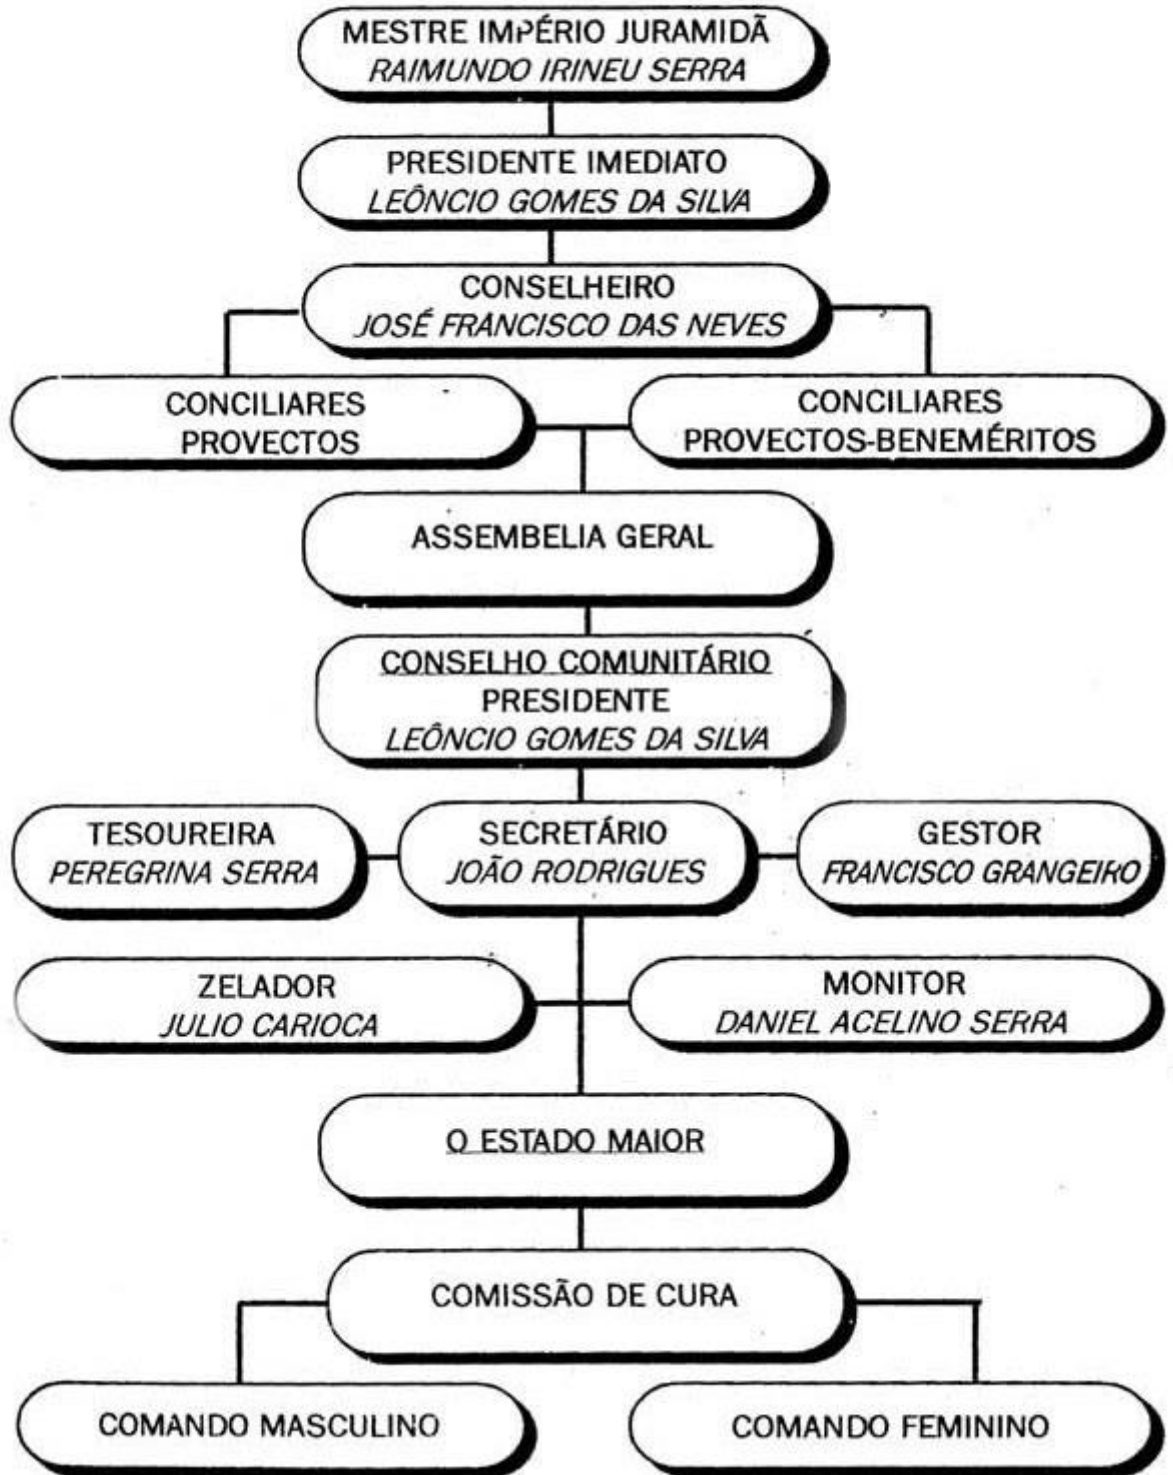 MESTRE IMPÉRIO JURAMIDÃ
RAIMUNDO IRINEU SERRA
PRESIDENTE IMEDIATO
LEÔNCIO GOMES DA SILVA
CONSELHEIRO
JOSÉ FRANCISCO DAS NEVES
CONCILIARES
PROVECTOS
CONCILIARES
PROVECTOS-BENEMÉRITOS
ASSEMBELIA GERAL
CONSELHO COMUNITÁRIO
PRESIDENTE
LEÔNCIO GOMES DA SILVA
TESOUREIRA
PEREGRINA SERRA
SECRETÁRIO
JOÃO RODRIGUES
GESTOR
FRANCISCO GRANGEIRO
ZELADOR
JULIO CARIOCA
MONITOR
DANIEL ACELINO SERRA
O ESTADO MAIOR
COMISSÃO DE CURA
COMANDO MASCULINO
COMANDO FEMININO